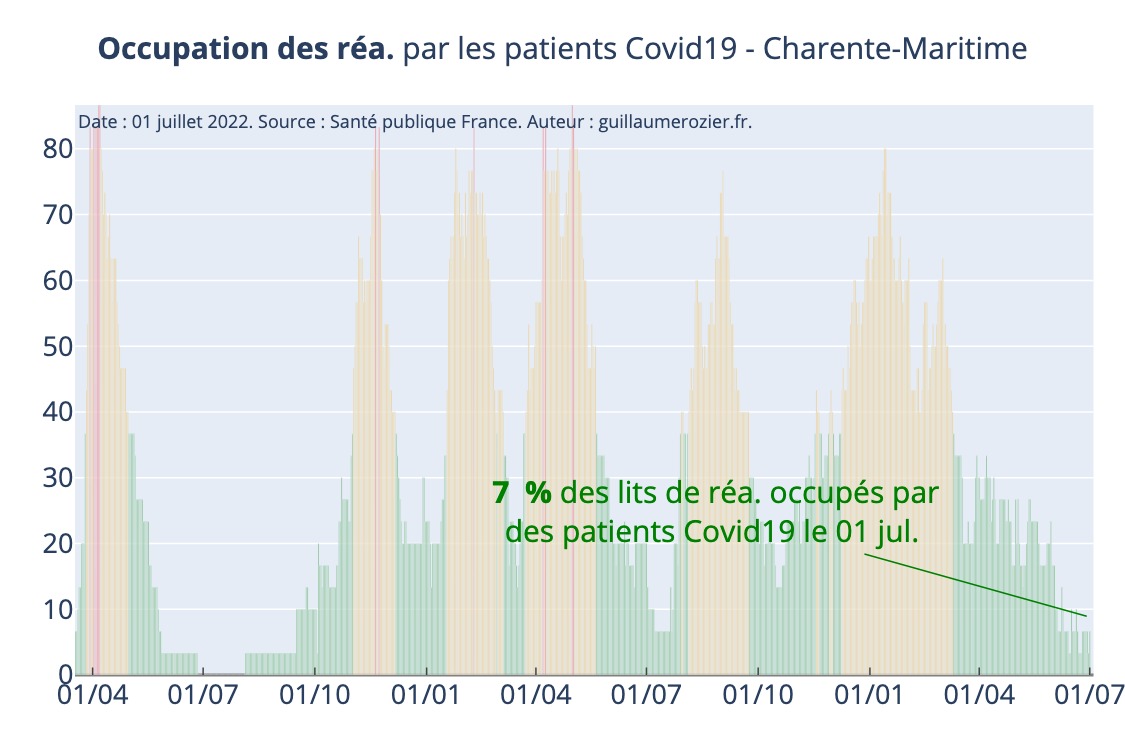 Occupation des réa. par les patients Covid19 - Charente-Maritime
Date : 01 juillet 2022. Source : Santé publique France. Auteur : guillaumerozier.fr.
80
70
60
50
40
30
20
10
0
7 % des lits de réa. occupés par
des patients Covid19 le 01 jul.
01/04 01/07 01/10 01/01 01/04 01/07 01/10 01/01 01/04 01/07